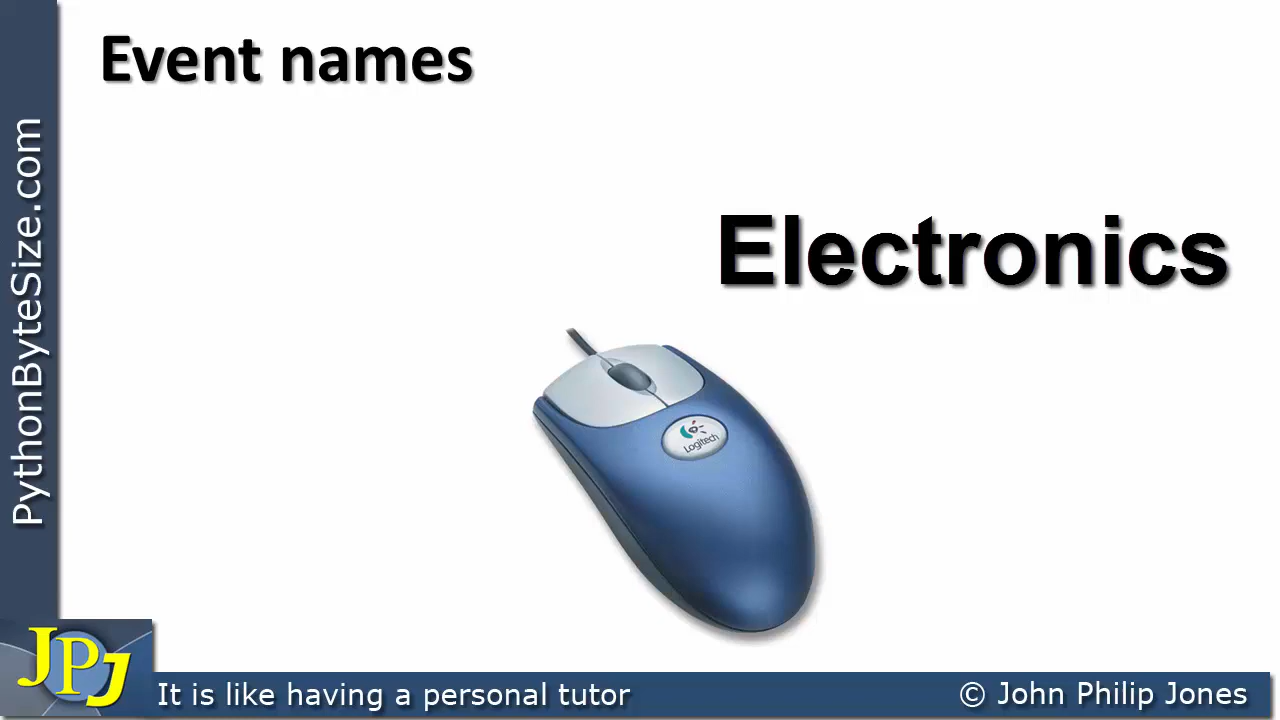 Event names
PythonByteSize.com
Electronics
Logitech
JPJ
It is like having a personal tutor
© John Philip Jones